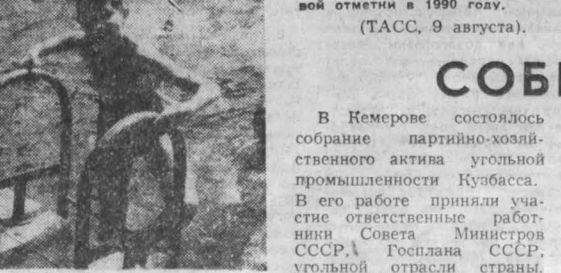 вой отметки в 1990 году.
(ТАСС, 9 августа).
СОБ
В Кемерове состоялось
собрание партийно-хозяй-
ственного актива угольной
промышленности Кузбасса.
В его работе приняли уча-
стие ответственные работ-
ники Совета Министров
СССР, Госплана СССР,
угольной отрасли страны,